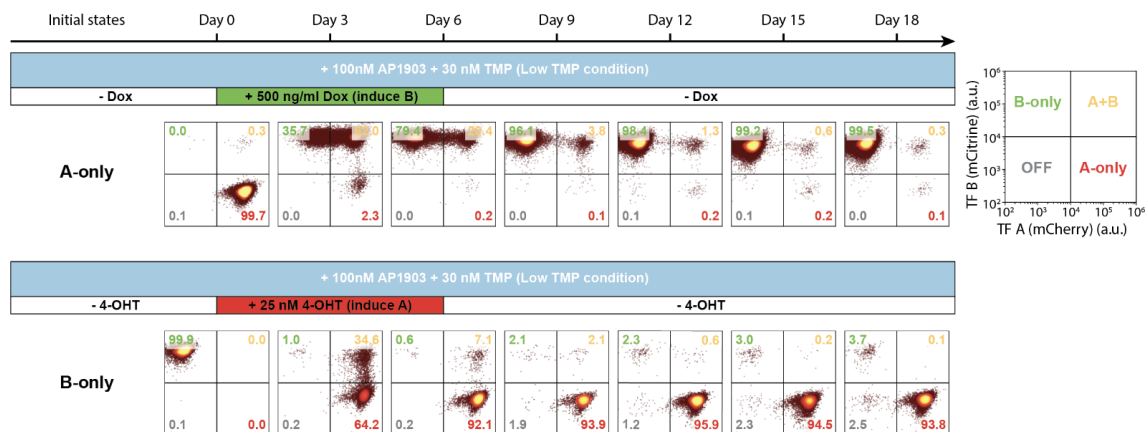 Initial states Day 0 Day 3 Day 6 Day 9 Day 12 Day 15 Day 18
+ 100nM AP1903 + 30 nM TMP (Low TMP condition)
- Dox + 500 ng/ml Dox (induce B) - Dox
A-only
0.0 0.3
0.1 99.7
35.7
0.0 2.3
79.4
0.0 0.2
96.1 3.8
0.0 0.1
98.4 1.3
0.1 0.2
99.2 0.6
0.1 0.2
99.5 0.3
0.0 0.1
TF B (mCitrine) (a.u.)
10⁶
10⁵
10⁴
10³
10²
B-only A+B
OFF A-only
10² 10³ 10⁴ 10⁵ 10⁶
TF A (mCherry) (a.u.)
+ 100nM AP1903 + 30 nM TMP (Low TMP condition)
- 4-OHT + 25 nM 4-OHT (induce A) - 4-OHT
B-only
99.9 0.0
0.1 0.0
1.0 34.6
0.2 64.2
0.6 7.1
0.2 92.1
2.1 2.1
1.9 93.9
2.3 0.6
1.2 95.9
3.0 0.2
2.3 94.5
3.7 0.1
2.5 93.8